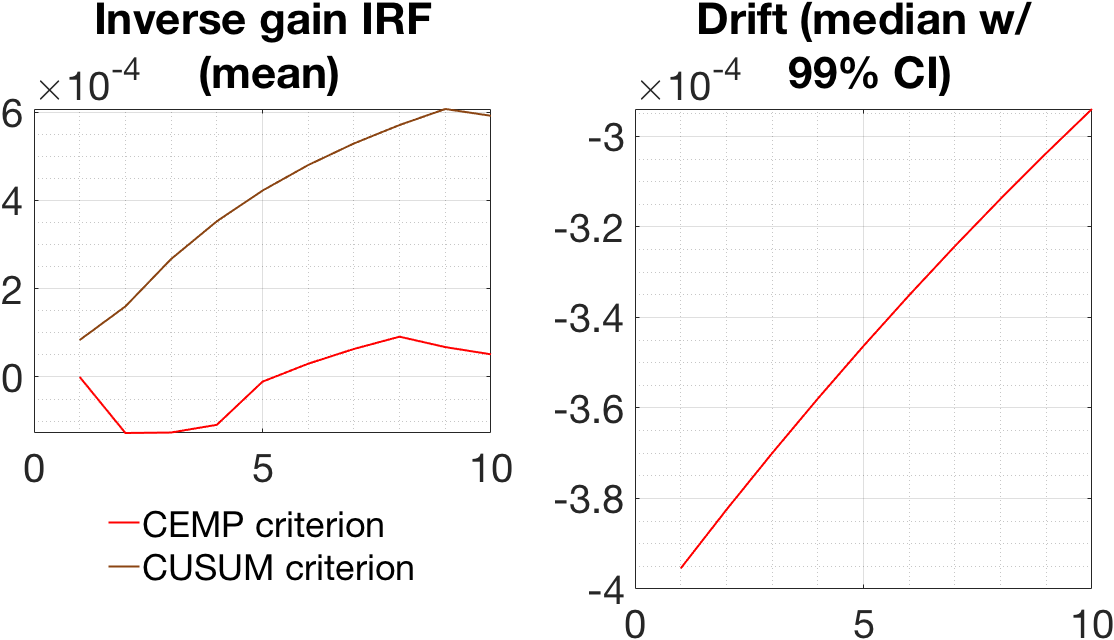 Inverse gain IRF
(mean)
×10-4
6
4
2
0
0 5 10
CEMP criterion
CUSUM criterion
Drift (median w/
99% CI)
×10-4
-3
-3.2
-3.4
-3.6
-3.8
-4
0 5 10